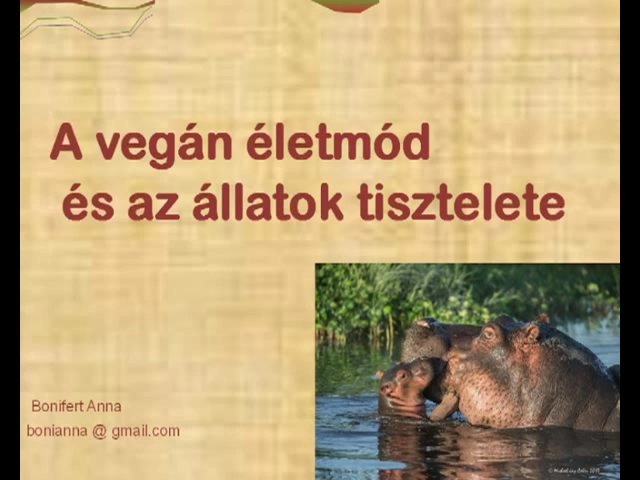 A vegán életmód
és az állatok tisztelete
Bonifert Anna
bonianna @ gmail.com